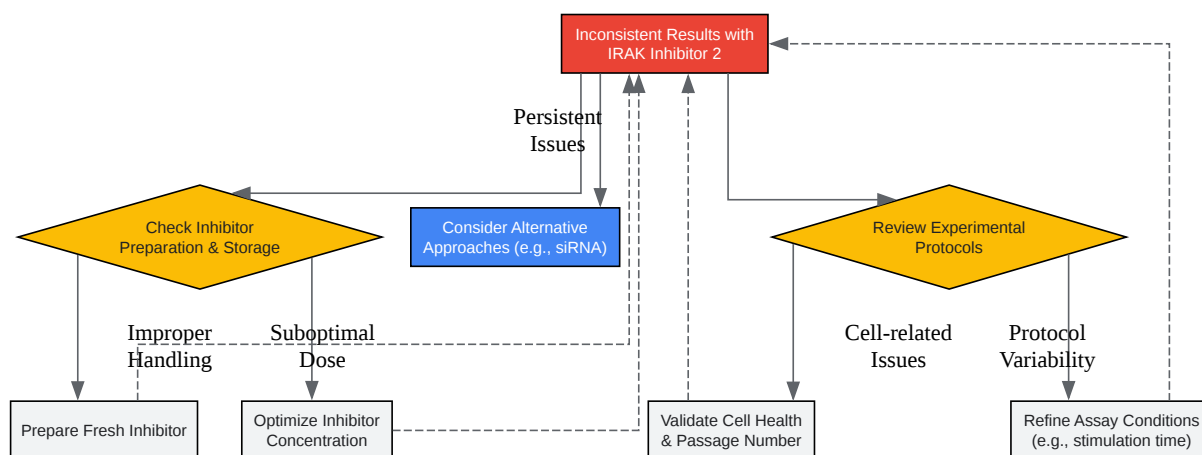 Inconsistent Results with
IRAK Inhibitor 2
Persistent
Issues
Check Inhibitor
Preparation & Storage
Consider Alternative
Approaches (e.g., siRNA)
Review Experimental
Protocols
Improper
Handling
Suboptimal
Dose
Cell-related
Issues
Protocol
Variability
Prepare Fresh Inhibitor
Optimize Inhibitor
Concentration
Validate Cell Health
& Passage Number
Refine Assay Conditions
(e.g., stimulation time)